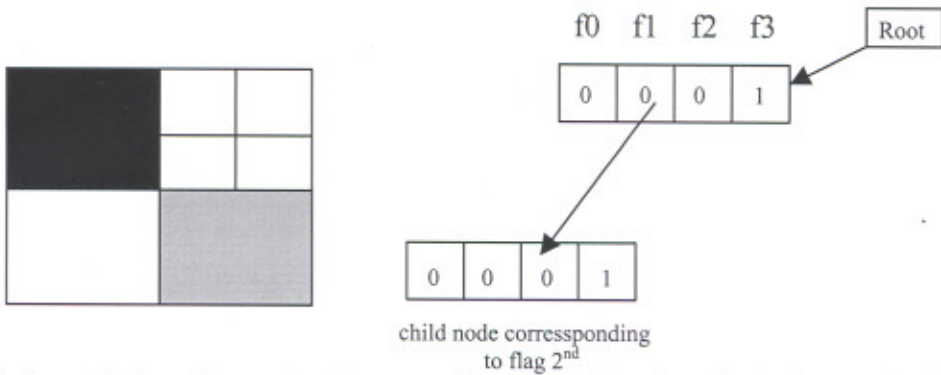 f0 f1 f2 f3
Root
0 0 0 1
0 0 0 1
child node corressponding
to flag 2nd